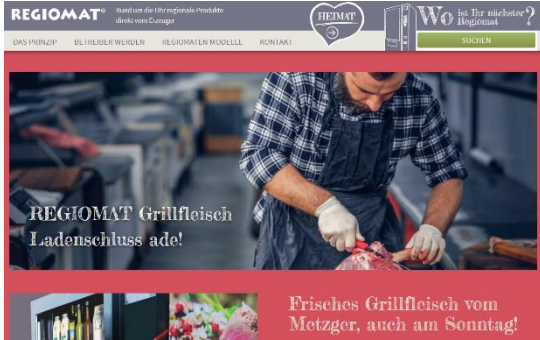 REGIOMAT®
Rund um die Uhr regionale Produkte
direkt vom Erzeuger
HEIMAT
Wo ist Ihr nächster
Regiomat ?
DAS PRINZIP BETREIBER WERDEN REGIOMATEN MODELLE KONTAKT
SUCHEN
REGIOMAT Grillfleisch
Ladenschluss ade!
Frisches Grillfleisch vom
Metzger, auch am Sonntag!